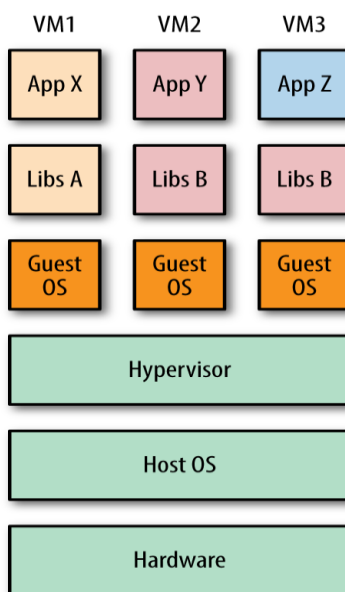 VM1 VM2 VM3
App X App Y App Z
Libs A Libs B Libs B
Guest Guest Guest
OS OS OS
Hypervisor
Host OS
Hardware